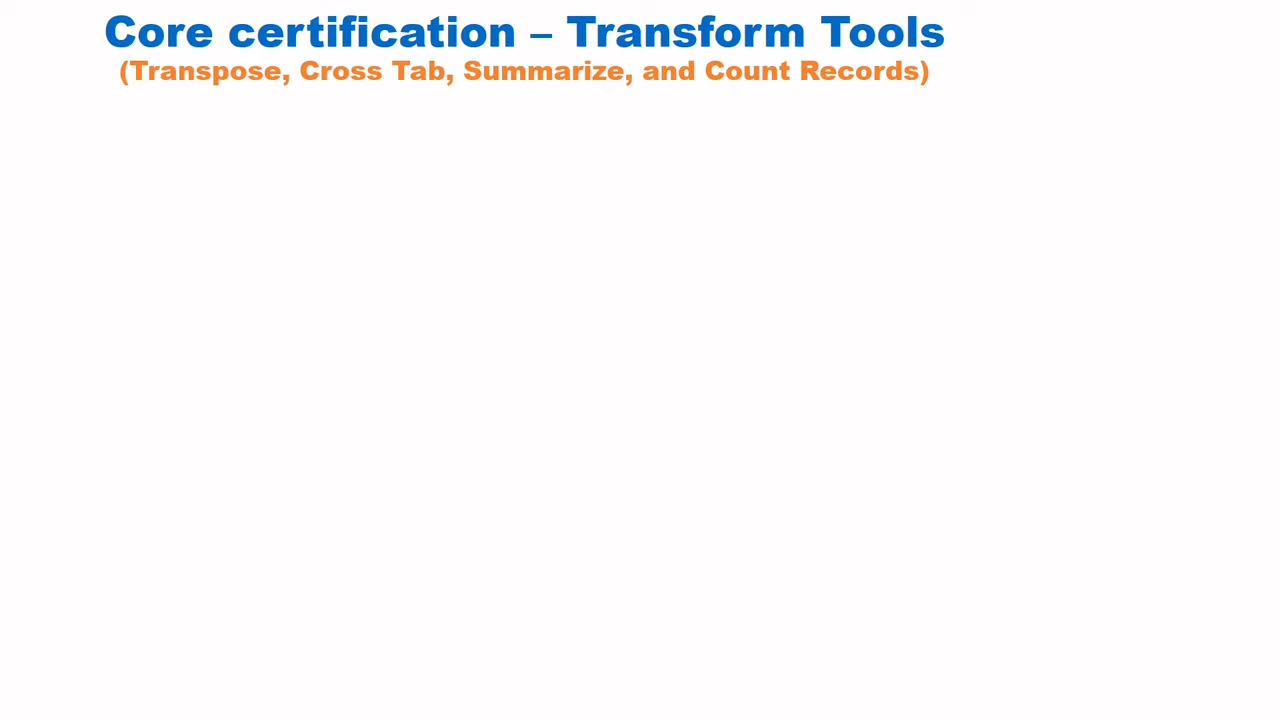 Core certification – Transform Tools
(Transpose, Cross Tab, Summarize, and Count Records)